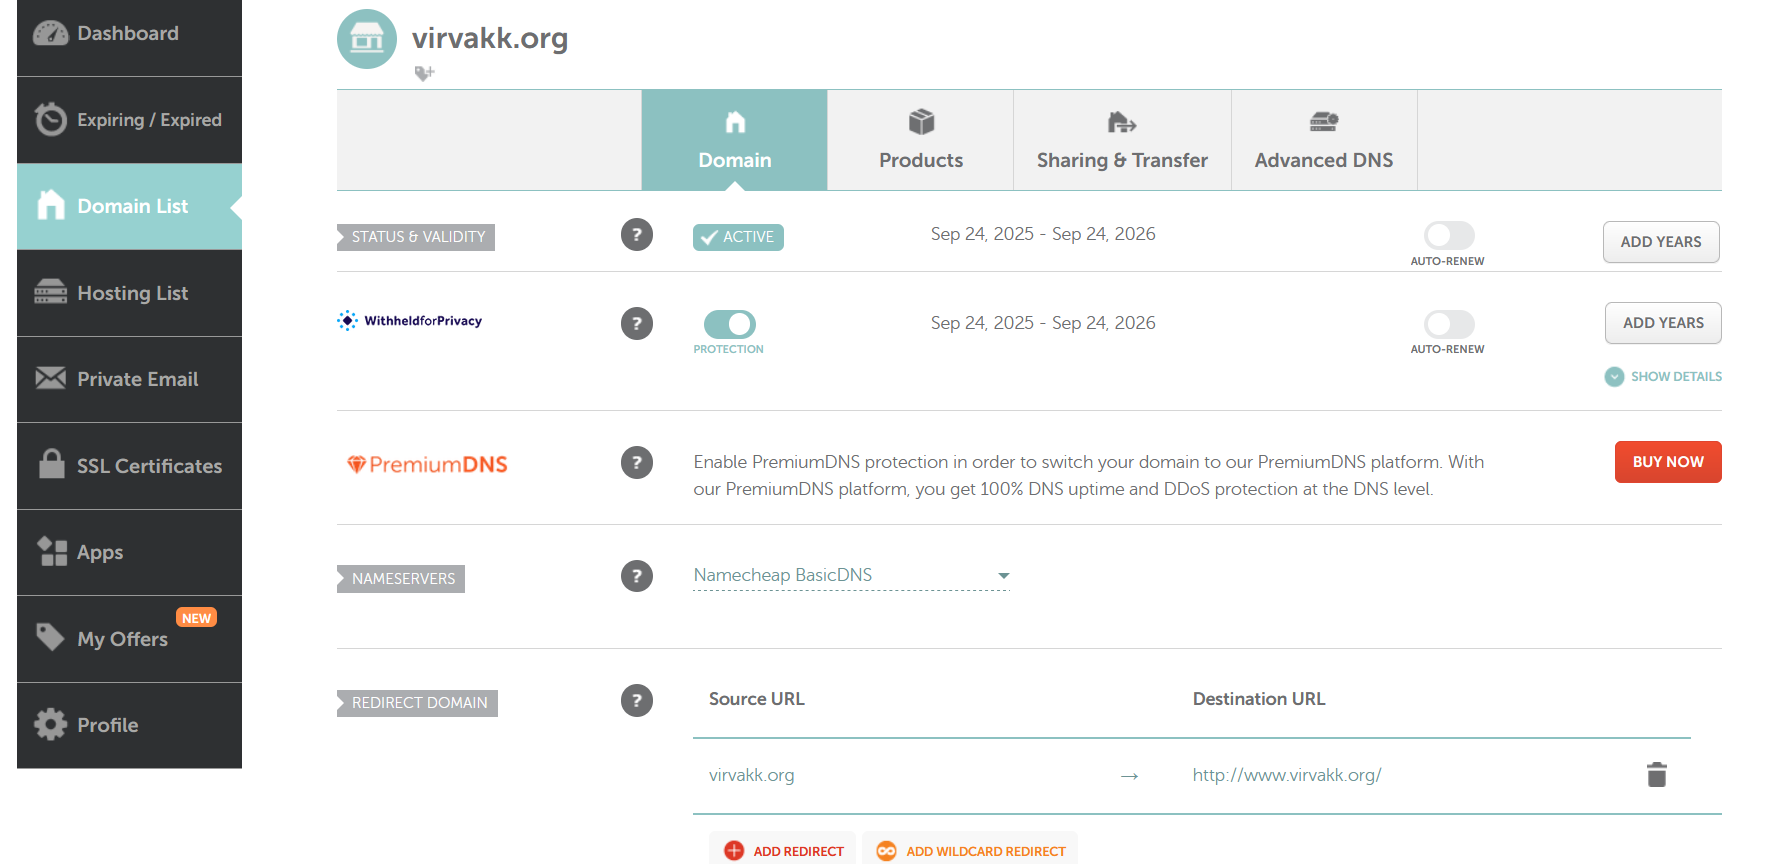 Dashboard
Expiring / Expired
Domain List
Hosting List
Private Email
SSL Certificates
Apps
NEW
My Offers
Profile
virvakk.org
Domain
Products
Sharing & Transfer
Advanced DNS
STATUS & VALIDITY
?
ACTIVE
Sep 24, 2025 - Sep 24, 2026
AUTO-RENEW
ADD YEARS
WithheldforPrivacy
?
PROTECTION
Sep 24, 2025 - Sep 24, 2026
AUTO-RENEW
ADD YEARS
SHOW DETAILS
PremiumDNS
?
Enable PremiumDNS protection in order to switch your domain to our PremiumDNS platform. With
our PremiumDNS platform, you get 100% DNS uptime and DDoS protection at the DNS level.
BUY NOW
NAMESERVERS
?
Namecheap BasicDNS
REDIRECT DOMAIN
?
Source URL
Destination URL
virvakk.org
→
http://www.virvakk.org/
ADD REDIRECT
ADD WILDCARD REDIRECT